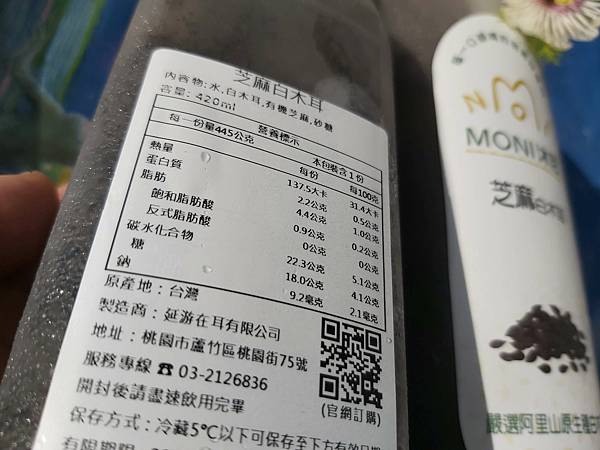 芝麻白木耳
內容物:水,白木耳,有機芝麻,砂糖
容量: 420ml
營養標示
每一份量445公克 本包裝含1份
每份 每100克
熱量 137.5大卡 31.4大卡
蛋白質 2.2公克 0.5公克
脂肪 4.4公克 1.0公克
飽和脂肪酸 0.9公克 0.2公克
反式脂肪酸 0公克 0公克
碳水化合物 22.3公克 5.1公克
糖 18.0公克 4.1公克
鈉 9.2毫克 2.1毫克
原產地：台灣
製造商：延游在耳有限公司
地址：桃園市蘆竹區桃園街75號
服務專線☎03-2126836
(官網訂購)
開封後請盡速飲用完畢
保存方式：冷藏5°C以下可保存至下方有效日期
有限期限:
MONI
芝麻白木耳
嚴選阿里山原生種白